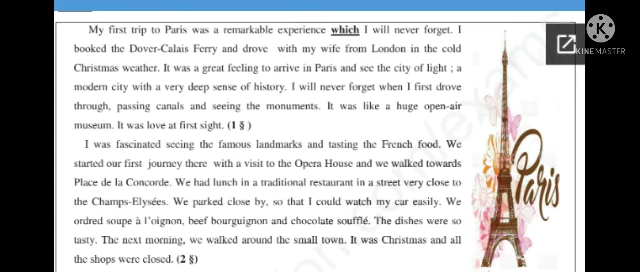 My first trip to Paris was a remarkable experience which I will never forget. I
booked the Dover-Calais Ferry and drove with my wife from London in the cold
Christmas weather. It was a great feeling to arrive in Paris and see the city of light ; a
modern city with a very deep sense of history. I will never forget when I first drove
through, passing canals and seeing the monuments. It was like a huge open-air
museum. It was love at first sight. (1 § )
I was fascinated seeing the famous landmarks and tasting the French food. We
started our first journey there with a visit to the Opera House and we walked towards
Place de la Concorde. We had lunch in a traditional restaurant in a street very close to
the Champs-Elysées. We parked close by, so that I could watch my car easily. We
ordred soupe à l'oignon, beef bourguignon and chocolate soufflé. The dishes were so
tasty. The next morning, we walked around the small town. It was Christmas and all
the shops were closed. (2 §)
Paris
KINEMASTER